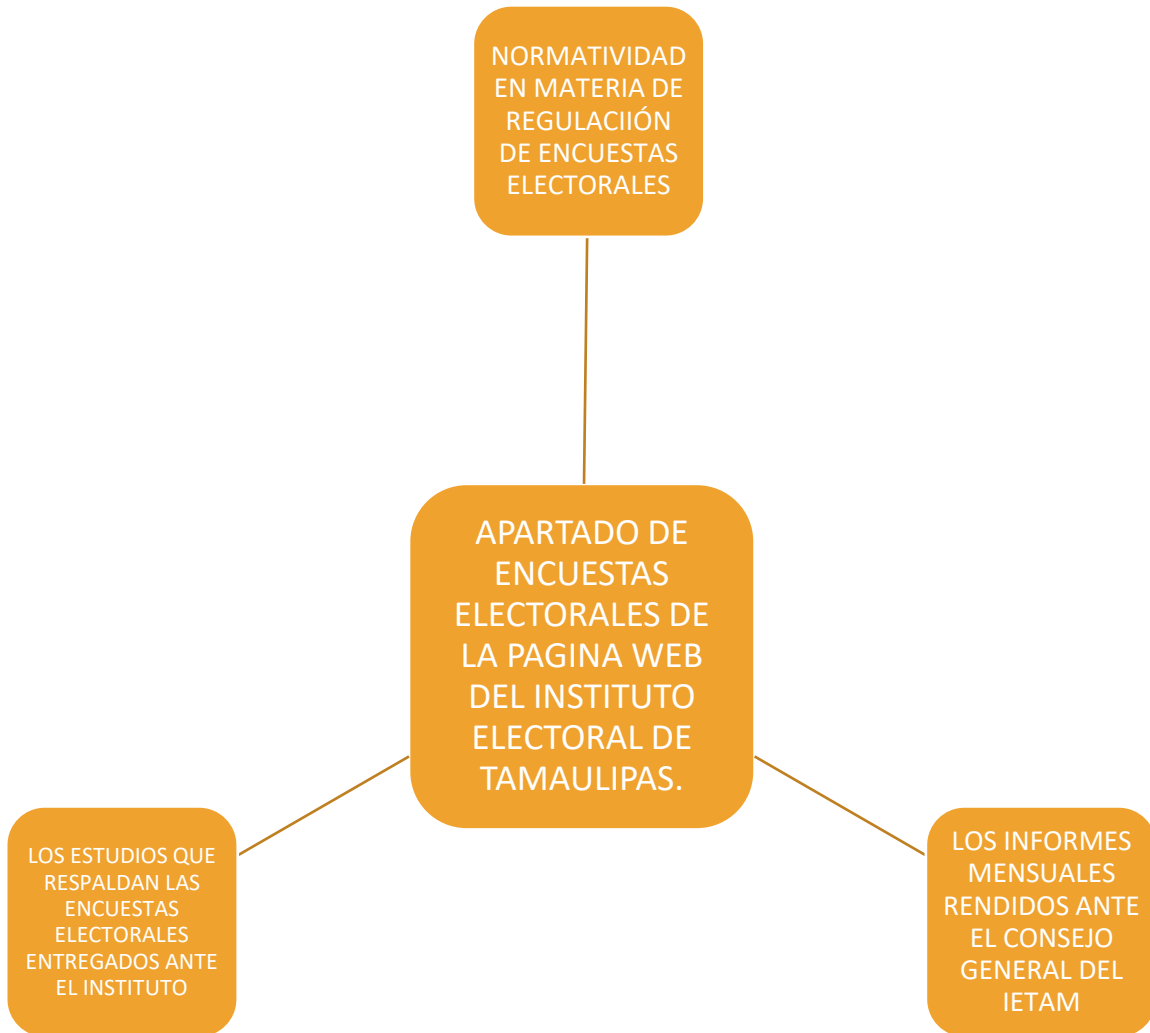 NORMATIVIDAD
EN MATERIA DE
REGULACIIÓN
DE ENCUESTAS
ELECTORALES
APARTADO DE
ENCUESTAS
ELECTORALES DE
LA PAGINA WEB
DEL INSTITUTO
ELECTORAL DE
TAMAULIPAS.
LOS ESTUDIOS QUE
RESPALDAN LAS
ENCUESTAS
ELECTORALES
ENTREGADOS ANTE
EL INSTITUTO
LOS INFORMES
MENSUALES
RENDIDOS ANTE
EL CONSEJO
GENERAL DEL
IETAM